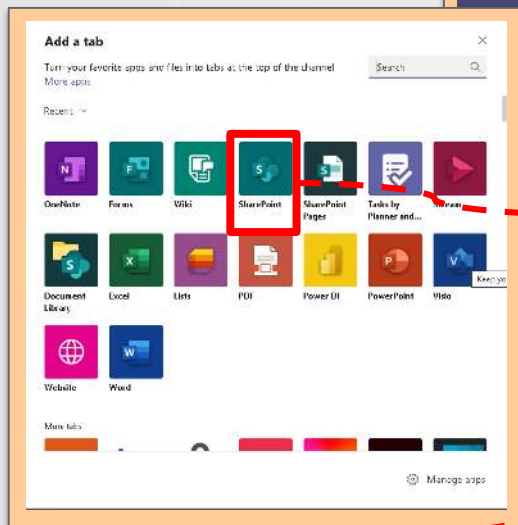 Add a tab
Turn your favorite apps and files into tabs at the top of the channel
More apps
Search
Recent
OneNote
Forms
Wiki
SharePoint
SharePoint Pages
Tasks by Planner and...
Stream
Document Library
Excel
Lists
PDF
Power BI
PowerPoint
Visio
Keep yo
Website
Word
More tabs
Manage apps